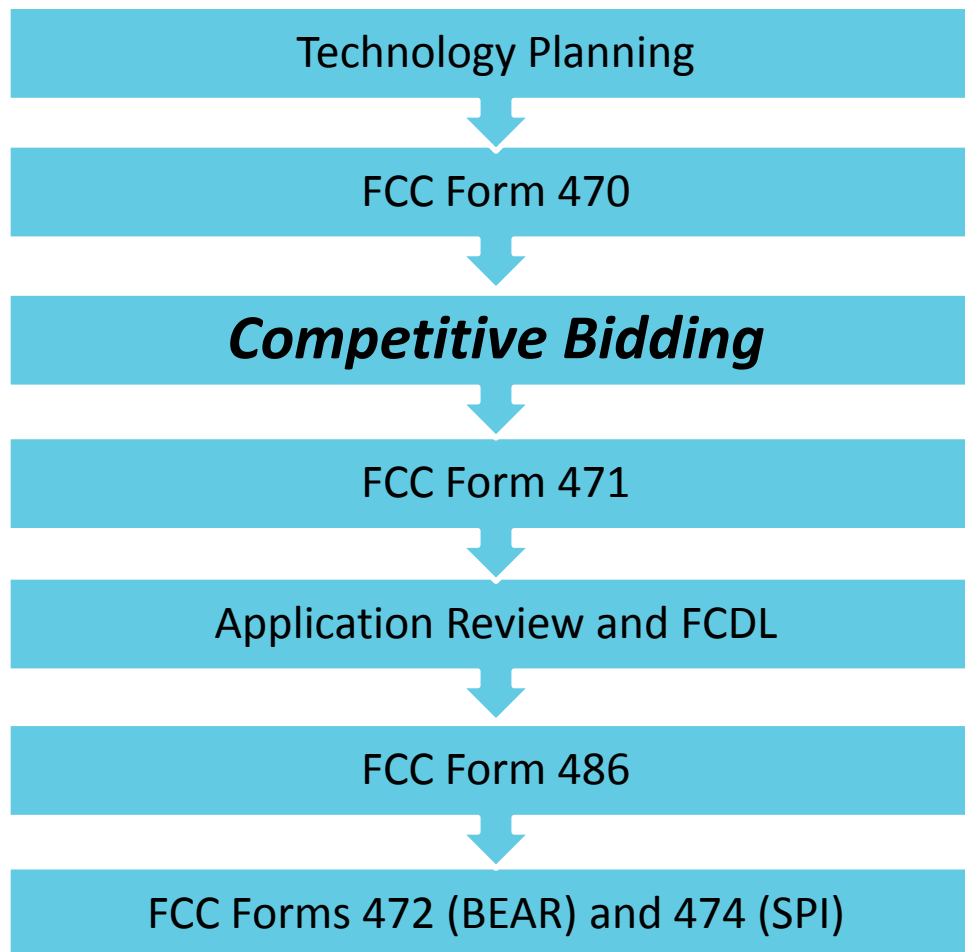 Technology Planning
FCC Form 470
Competitive Bidding
FCC Form 471
Application Review and FCDL
FCC Form 486
FCC Forms 472 (BEAR) and 474 (SPI)